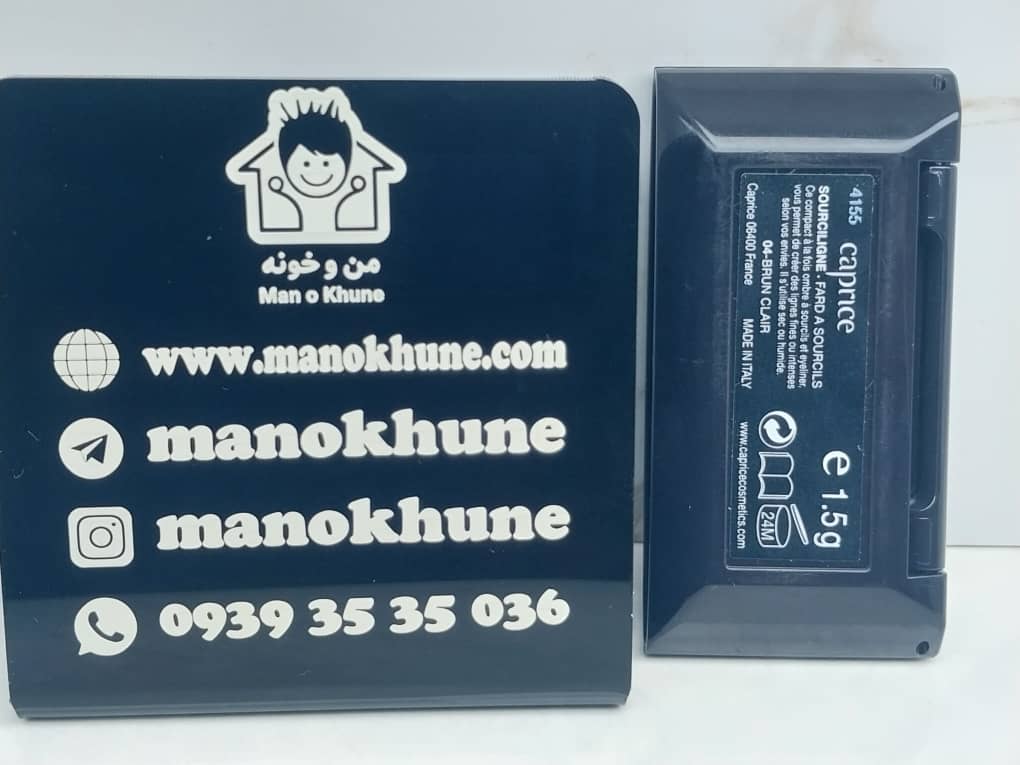 من و خونه
Man o Khune
www.manokhune.com
manokhune
manokhune
0939 35 35 036
4155 caprice
SOURCILIGNE . FARD A SOURCILS
Ce compact à la fois ombre à sourcils et eyeliner,
vous permet de créer des lignes fines ou intenses
selon vos envies. Il s'utilise sec ou humide.
04-BRUN CLAIR
Caprice 06400 France MADE IN ITALY
e 1.5g
24M
www.capricecosmetics.com